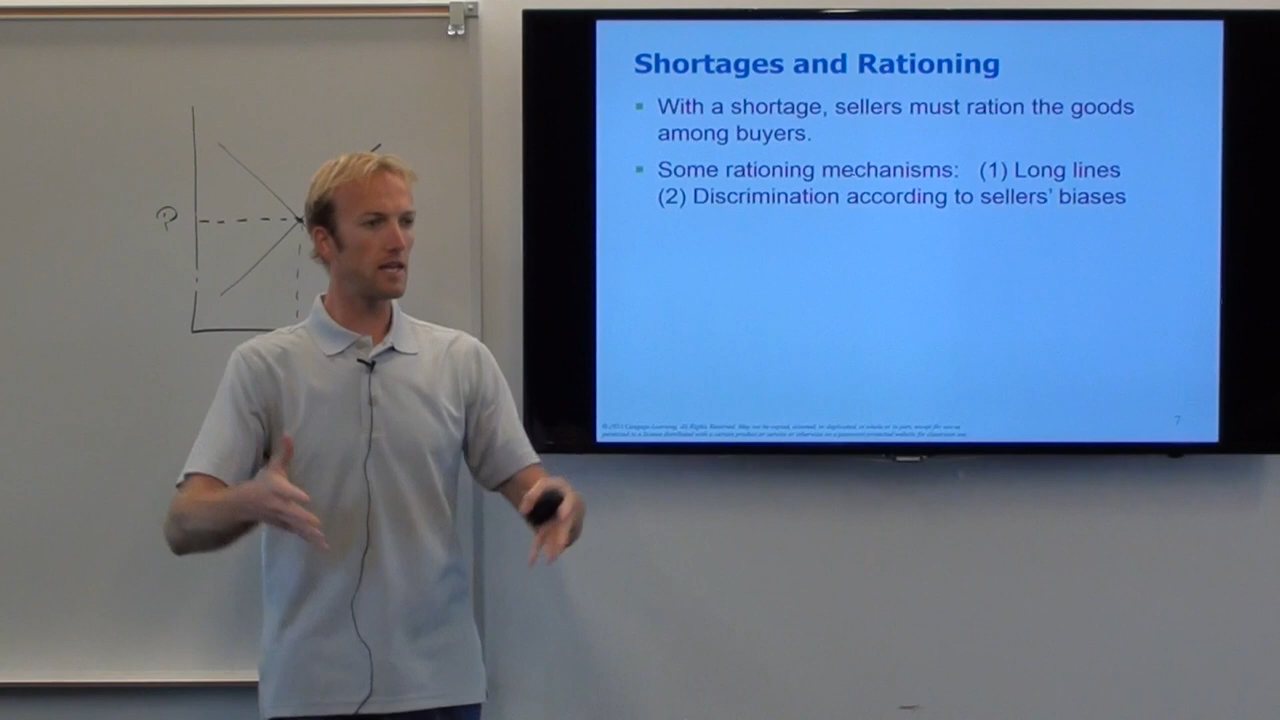 P
Shortages and Rationing
With a shortage, sellers must ration the goods
among buyers.
Some rationing mechanisms: (1) Long lines
(2) Discrimination according to sellers' biases
7